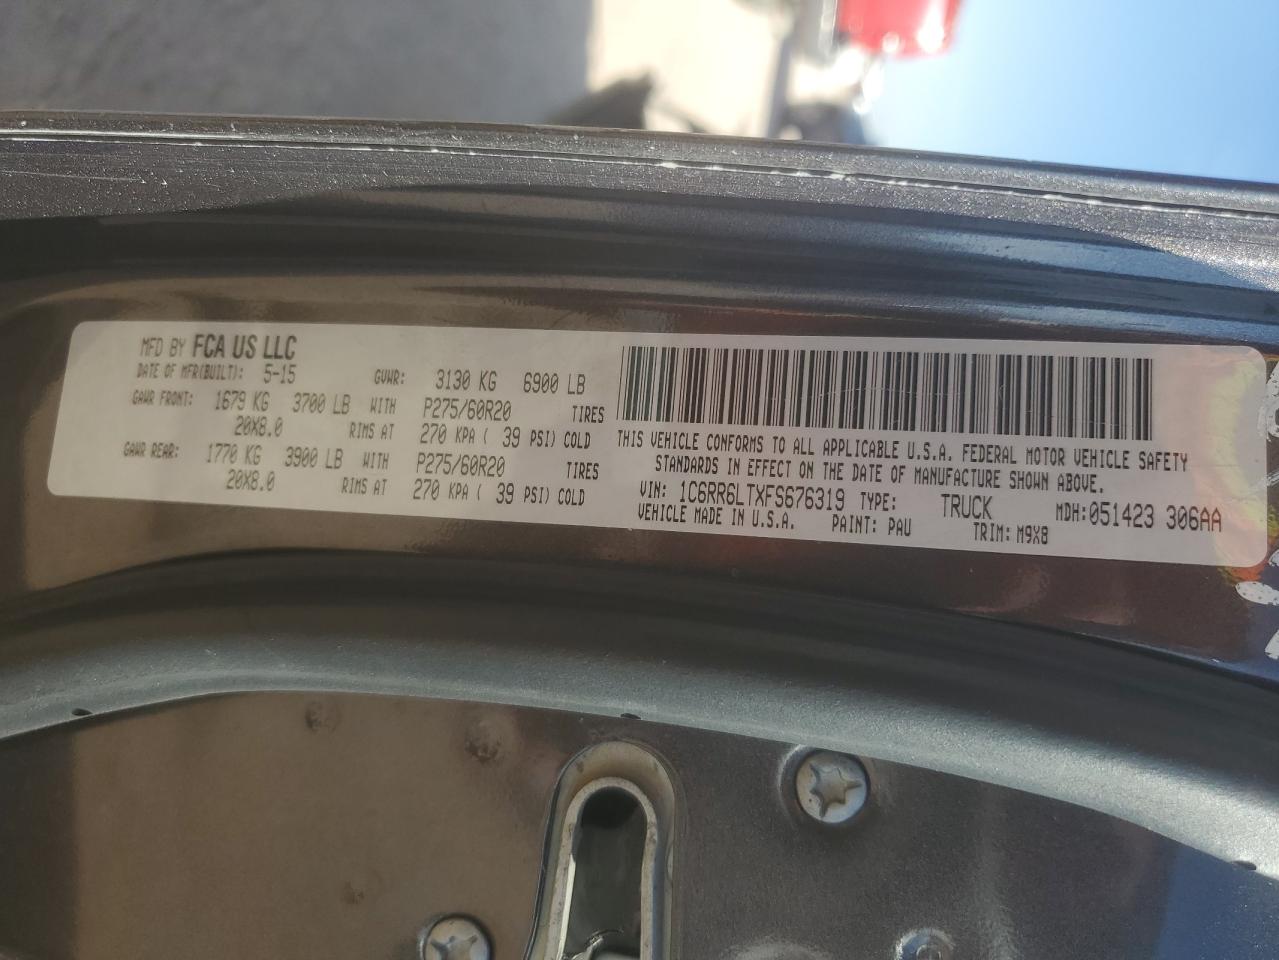 MFD BY FCA US LLC
DATE OF MFR(BUILT): 5-15 GVWR: 3130 KG 6900 LB
GAWR FRONT: 1679 KG 3700 LB WITH P275/60R20 TIRES
20X8.0 RIMS AT 270 KPA ( 39 PSI) COLD
GAWR REAR: 1770 KG 3900 LB WITH P275/60R20 TIRES
20X8.0 RIMS AT 270 KPA ( 39 PSI) COLD
THIS VEHICLE CONFORMS TO ALL APPLICABLE U.S.A. FEDERAL MOTOR VEHICLE SAFETY
STANDARDS IN EFFECT ON THE DATE OF MANUFACTURE SHOWN ABOVE.
VIN: 1C6RR6LTXFS676319 TYPE: TRUCK MDH:051423 306AA
VEHICLE MADE IN U.S.A. PAINT: PAU TRIM: M9X8